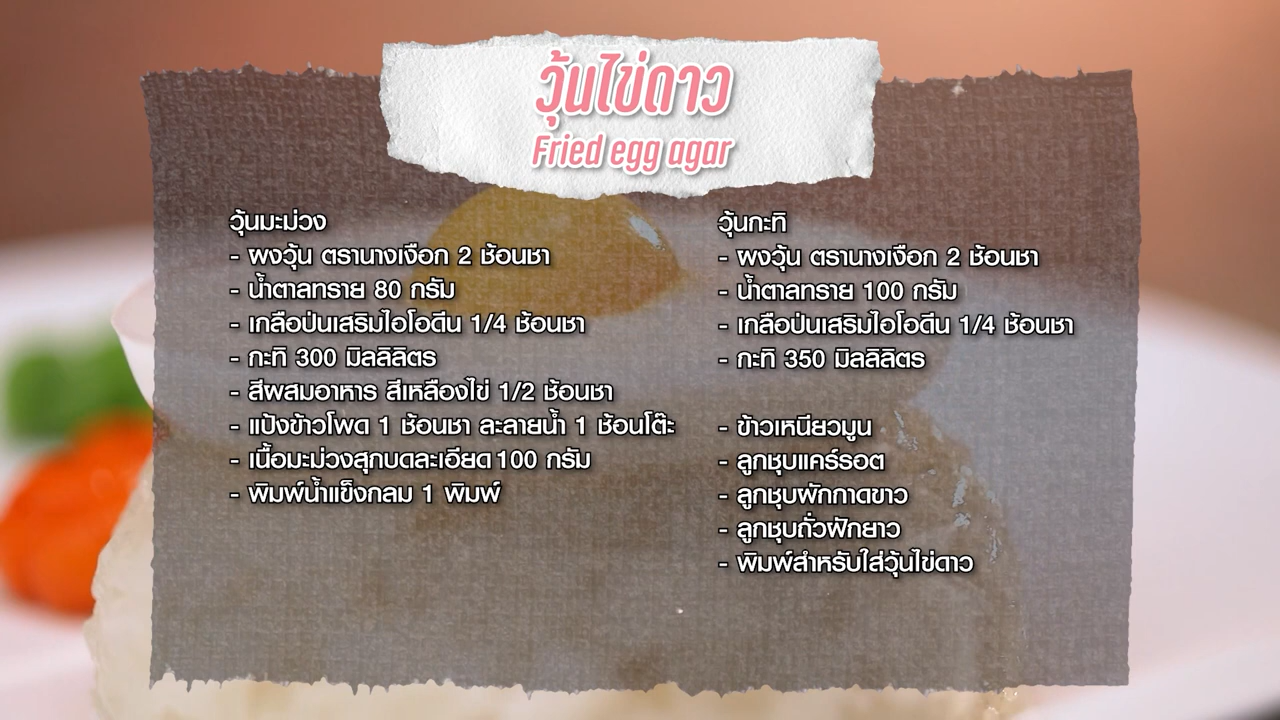 วุ้นไข่ดาว
Fried egg agar
วุ้นมะม่วง
- ผงวุ้น ตรานางเงือก 2 ช้อนชา
- น้ำตาลทราย 80 กรัม
- เกลือป่นเสริมไอโอดีน 1/4 ช้อนชา
- กะทิ 300 มิลลิลิตร
- สีผสมอาหาร สีเหลืองไข่ 1/2 ช้อนชา
- แป้งข้าวโพด 1 ช้อนชา ละลายน้ำ 1 ช้อนโต๊ะ
- เนื้อมะม่วงสุกบดละเอียด 100 กรัม
- พิมพ์น้ำแข็งกลม 1 พิมพ์
วุ้นกะทิ
- ผงวุ้น ตรานางเงือก 2 ช้อนชา
- น้ำตาลทราย 100 กรัม
- เกลือป่นเสริมไอโอดีน 1/4 ช้อนชา
- กะทิ 350 มิลลิลิตร
- ข้าวเหนียวมูน
- ลูกชุบแคร์รอต
- ลูกชุบผักกาดขาว
- ลูกชุบถั่วฝักยาว
- พิมพ์สำหรับใส่วุ้นไข่ดาว